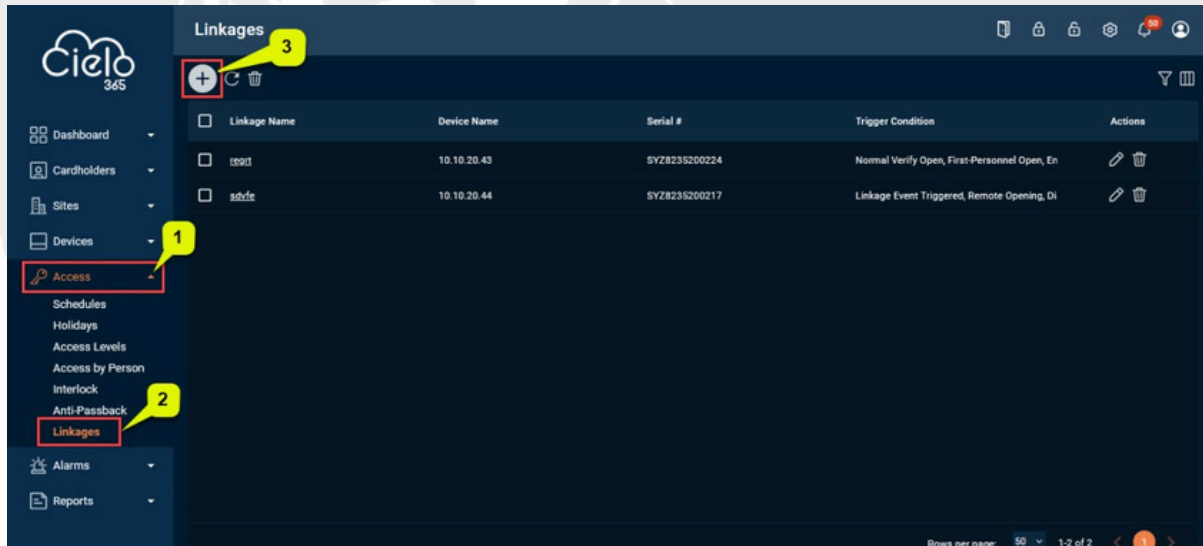 Cielo
365
Linkages
3
50
Linkage Name Device Name Serial # Trigger Condition Actions
regrt 10.10.20.43 SYZ8235200224 Normal Verify Open, First-Personnel Open, En
sdvfe 10.10.20.44 SYZ8235200217 Linkage Event Triggered, Remote Opening, Di
Dashboard
Cardholders
Sites
Devices
1
Access
Schedules
Holidays
Access Levels
Access by Person
Interlock
Anti-Passback
2
Linkages
Alarms
Reports
Rows per page: 50 1-2 of 2 < 1 >